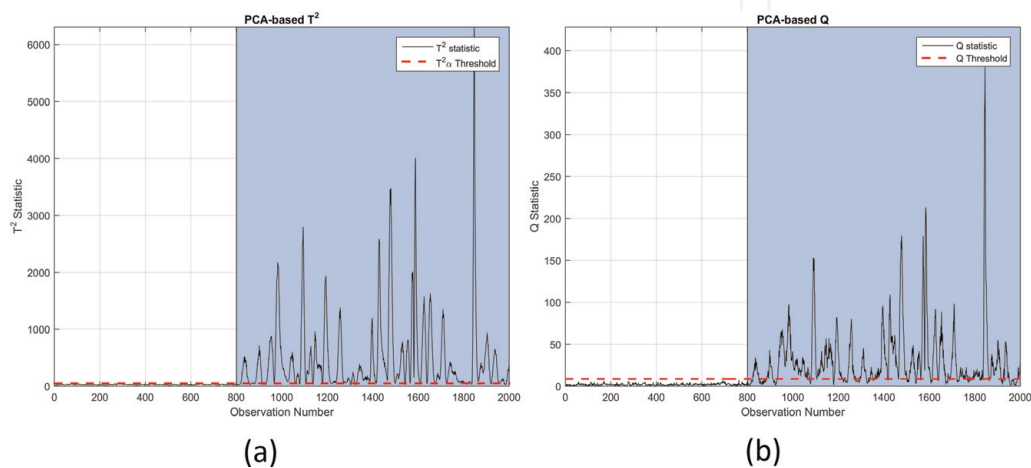 PCA-based T²
T² statistic
T²α Threshold
T² Statistic
6000
5000
4000
3000
2000
1000
0
0 200 400 600 800 1000 1200 1400 1600 1800 2000
Observation Number
(a)
PCA-based Q
Q statistic
Q Threshold
Q Statistic
400
350
300
250
200
150
100
50
0
0 200 400 600 800 1000 1200 1400 1600 1800 2000
Observation Number
(b)